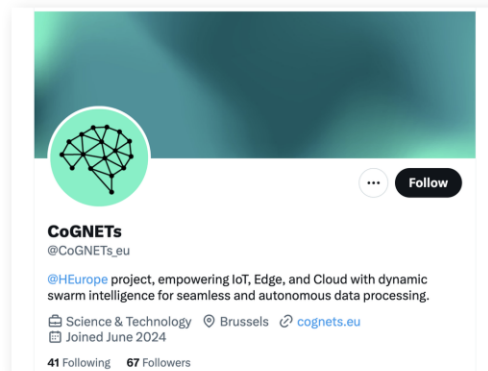 Follow
CoGNETs
@CoGNETs_eu
@HEurope project, empowering IoT, Edge, and Cloud with dynamic
swarm intelligence for seamless and autonomous data processing.
Science & Technology Brussels cognets.eu
Joined June 2024
41 Following 67 Followers